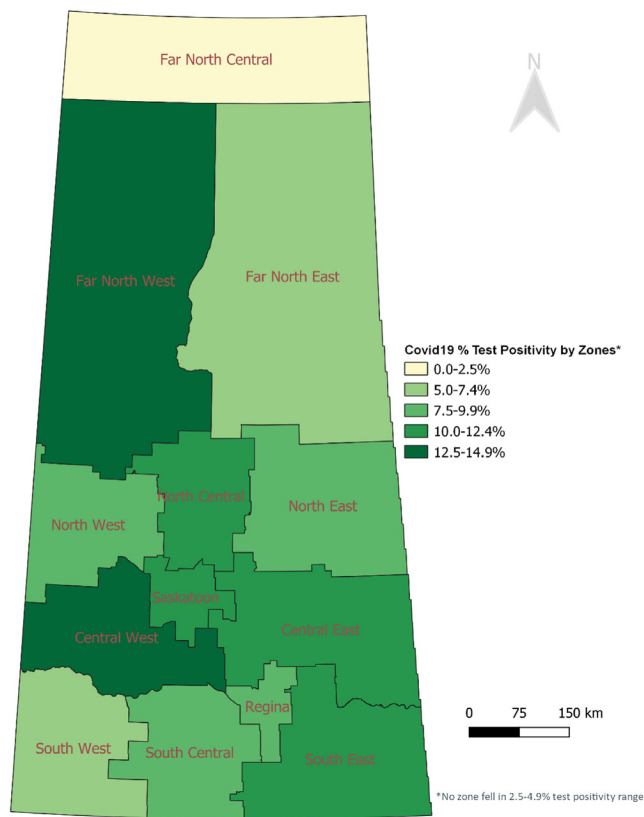 Far North Central
N
Far North West
Far North East
Covid19 % Test Positivity by Zones*
0.0-2.5%
5.0-7.4%
7.5-9.9%
10.0-12.4%
12.5-14.9%
North Central
North West
North East
Saskatoon
Central West
Central East
Regina
South West
South Central
South East
0 75 150 km
*No zone fell in 2.5-4.9% test positivity range